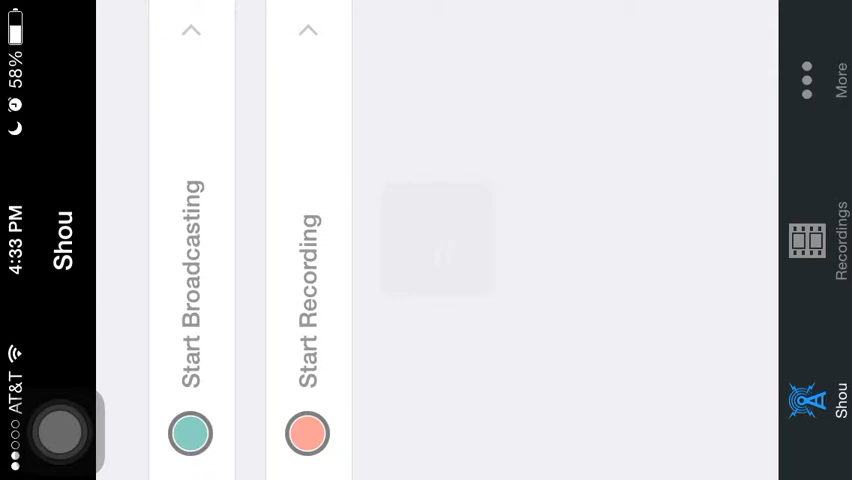 AT&T 4:33 PM 58%
Shou
Start Broadcasting
Start Recording
Shou Recordings More